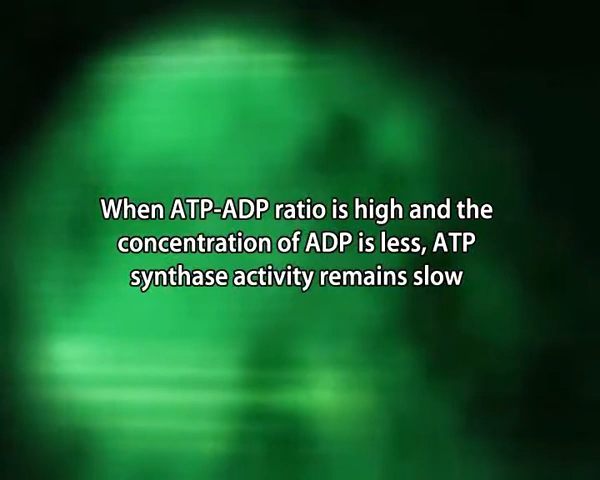 When ATP-ADP ratio is high and the
concentration of ADP is less, ATP
synthase activity remains slow